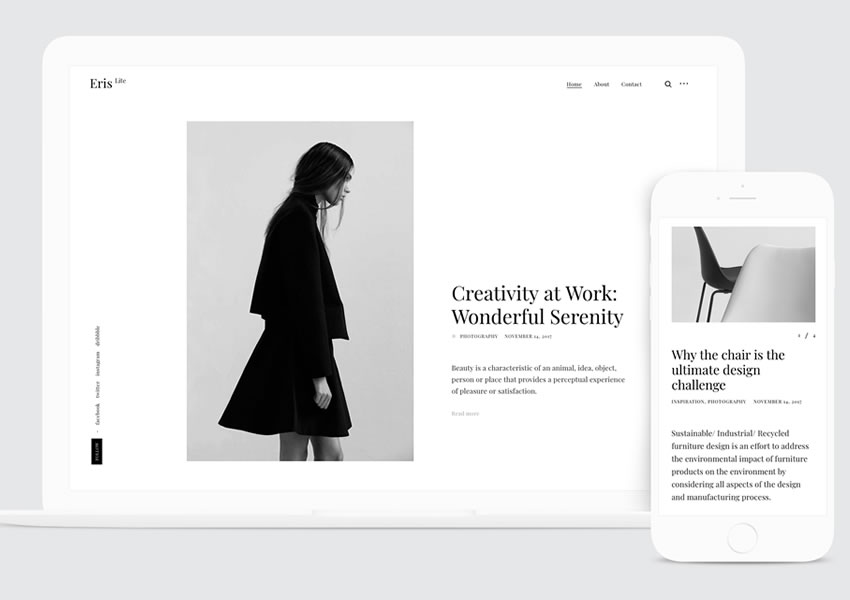 Eris Lite
Home About Contact
Creativity at Work:
Wonderful Serenity
PHOTOGRAPHY NOVEMBER 24, 2017
Beauty is a characteristic of an animal, idea, object,
person or place that provides a perceptual experience
of pleasure or satisfaction.
Read more
FOLLOW
facebook twitter instagram dribbble
Why the chair is the
ultimate design
challenge
INSPIRATION, PHOTOGRAPHY NOVEMBER 24, 2017
Sustainable/ Industrial/ Recycled
furniture design is an effort to address
the environmental impact of furniture
products on the environment by
considering all aspects of the design
and manufacturing process.